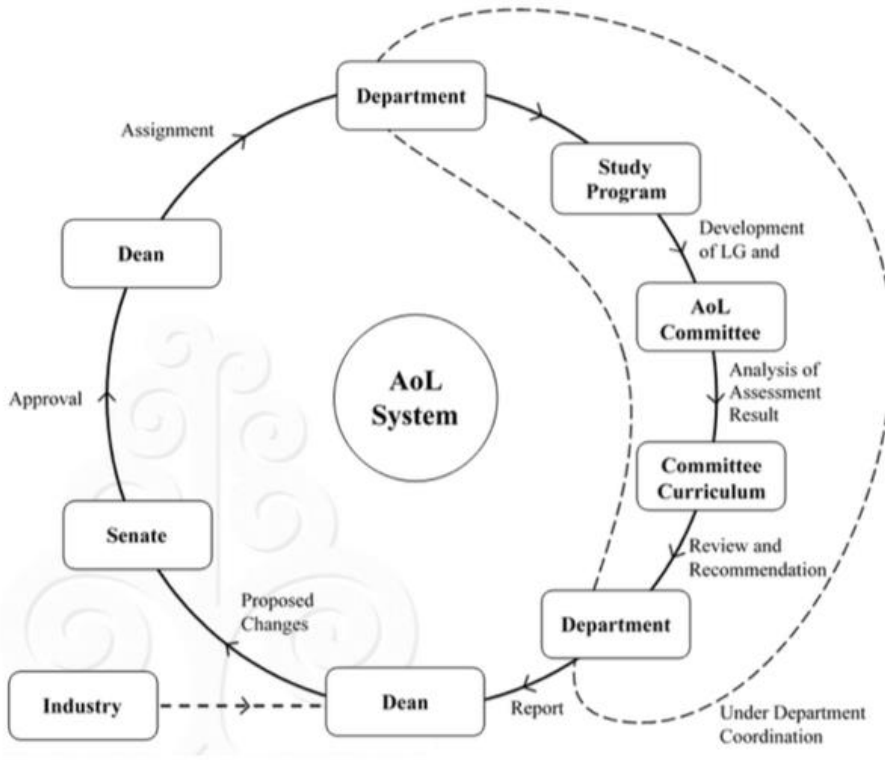 Department
Assignment
Study
Program
Development
of LG and
Dean
AoL
Committee
AoL
System
Analysis of
Assessment
Result
Approval
Committee
Curriculum
Senate
Review and
Recommendation
Proposed
Changes
Department
Industry
Dean
Report
Under Department
Coordination